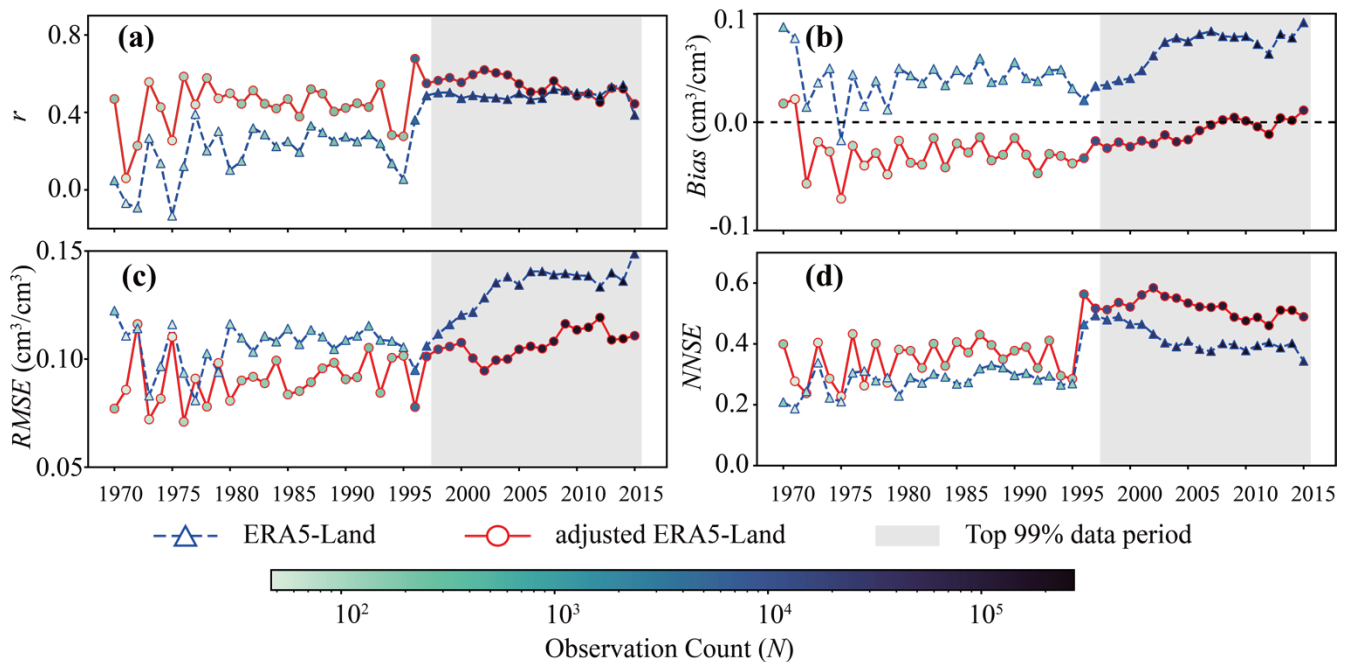 (a)
0.8
0.4
0.0
r
(b)
0.1
0.0
-0.1
Bias (cm³/cm³)
(c)
0.15
0.10
0.05
RMSE (cm³/cm³)
1970 1975 1980 1985 1990 1995 2000 2005 2010 2015
(d)
0.6
0.4
0.2
0.0
NNSE
1970 1975 1980 1985 1990 1995 2000 2005 2010 2015
ERA5-Land adjusted ERA5-Land Top 99% data period
10² 10³ 10⁴ 10⁵
Observation Count (N)